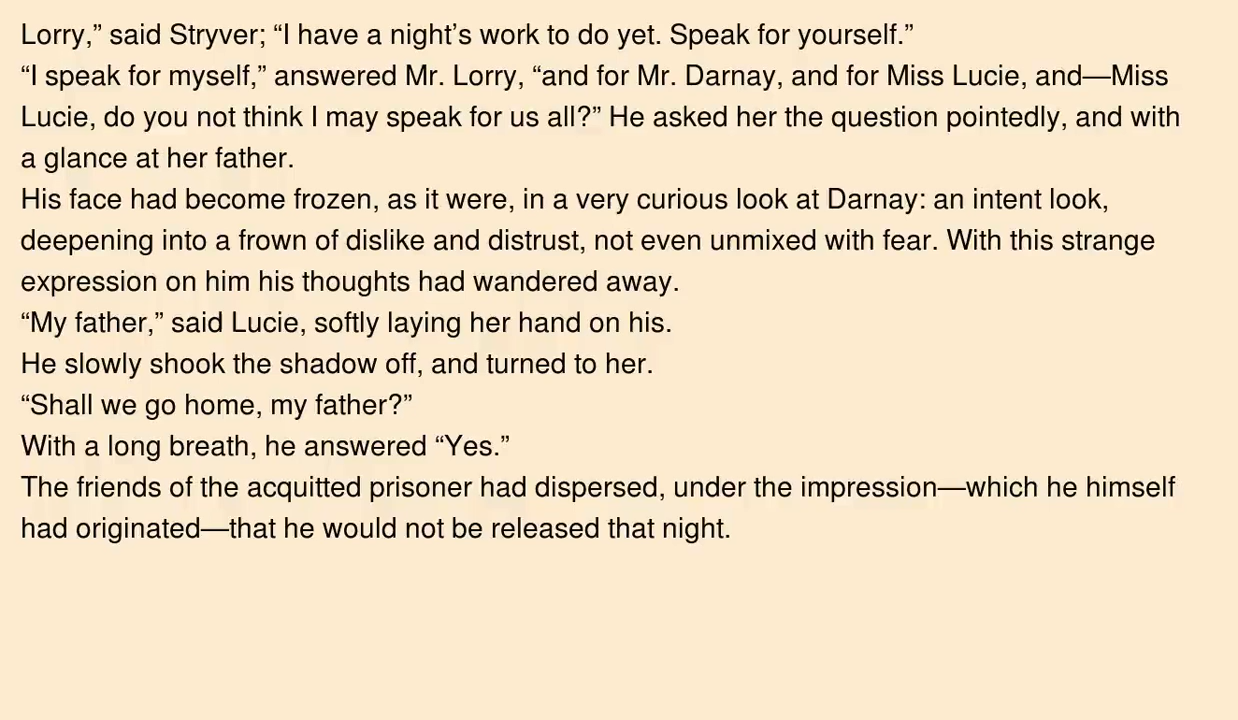 Lorry,” said Stryver; “I have a night’s work to do yet. Speak for yourself.”
“I speak for myself,” answered Mr. Lorry, “and for Mr. Darnay, and for Miss Lucie, and—Miss
Lucie, do you not think I may speak for us all?” He asked her the question pointedly, and with
a glance at her father.
His face had become frozen, as it were, in a very curious look at Darnay: an intent look,
deepening into a frown of dislike and distrust, not even unmixed with fear. With this strange
expression on him his thoughts had wandered away.
“My father,” said Lucie, softly laying her hand on his.
He slowly shook the shadow off, and turned to her.
“Shall we go home, my father?”
With a long breath, he answered “Yes.”
The friends of the acquitted prisoner had dispersed, under the impression—which he himself
had originated—that he would not be released that night.